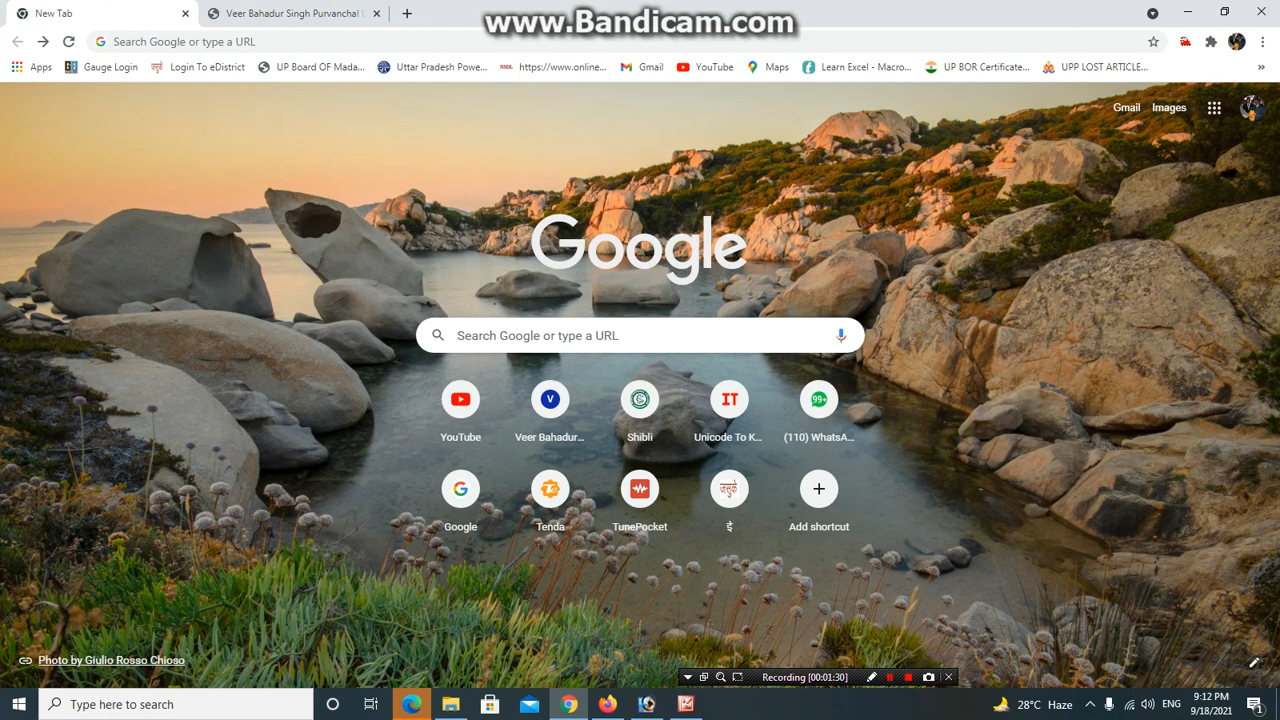 New Tab
Veer Bahadur Singh Purvanchal U
www.Bandicam.com
Search Google or type a URL
Apps
Gauge Login
Login To eDistrict
UP Board OF Mada...
Uttar Pradesh Powe...
NSDL
https://www.online...
Gmail
YouTube
Maps
Learn Excel - Macro...
UP BOR Certificate...
UPP LOST ARTICLE...
Gmail
Images
Google
Search Google or type a URL
V
IT
99+
YouTube
Veer Bahadur...
Shibli
Unicode To K...
(110) WhatsA...
Google
Tenda
TunePocket
Add shortcut
Photo by Giulio Rosso Chioso
Recording [00:01:30]
Type here to search
28°C Haze
ENG
9:12 PM
9/18/2021
1